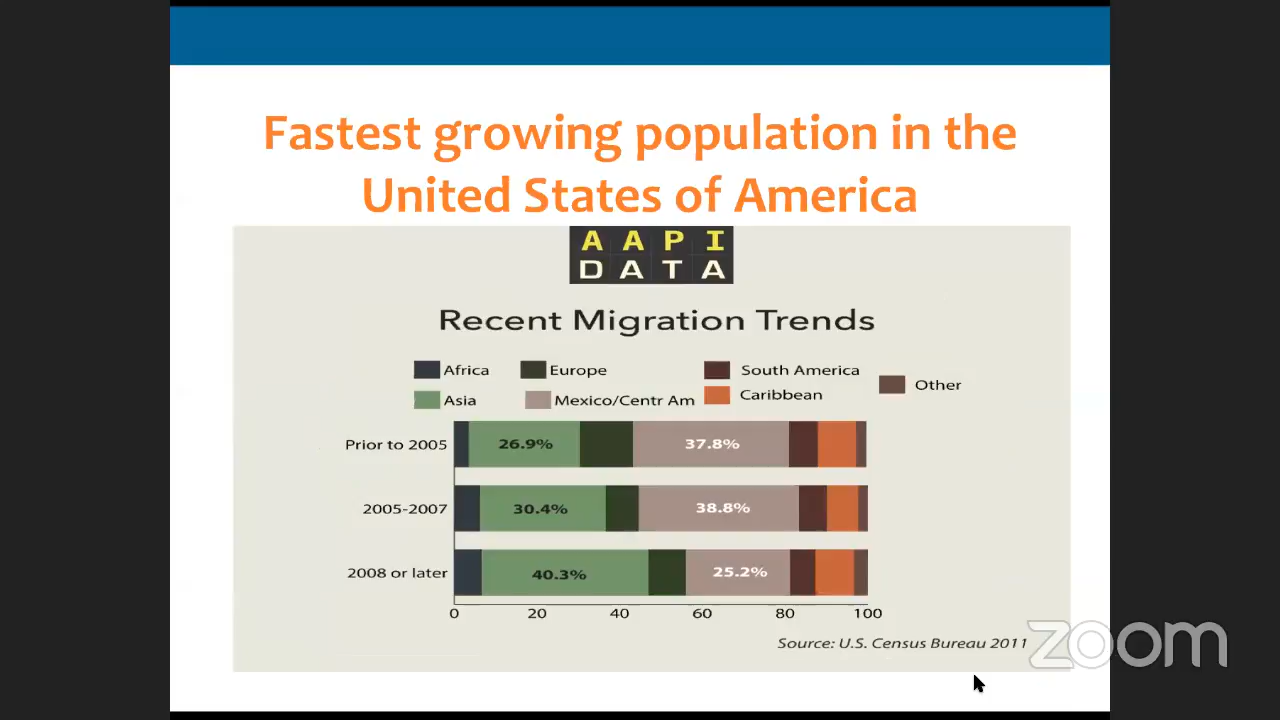 Fastest growing population in the
United States of America
AAPI
DATA
Recent Migration Trends
Africa
Europe
South America
Other
Asia
Mexico/Centr Am
Caribbean
Prior to 2005 26.9% 37.8%
2005-2007 30.4% 38.8%
2008 or later 40.3% 25.2%
0 20 40 60 80 100
Source: U.S. Census Bureau 2011
zoom